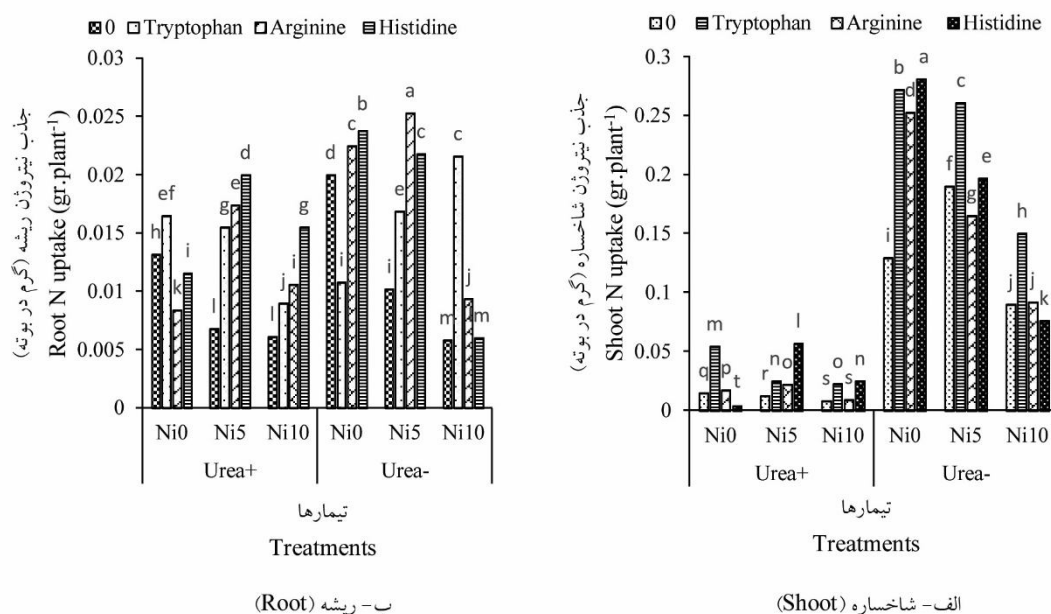 0 Tryptophan Arginine Histidine
جذب نیتروژن ریشه (گرم در بوته)
Root N uptake (gr.plant-1)
0.03
0.025
0.02
0.015
0.01
0.005
0
h ef k i l g e d l j j g d i c b i e a c m c j m
Ni0 Ni5 Ni10 Ni0 Ni5 Ni10
Urea+ Urea-
تیمارها
Treatments
ب- ریشه (Root)
0 Tryptophan Arginine Histidine
جذب نیتروژن شاخساره (گرم در بوته)
Shoot N uptake (gr.plant-1)
0.3
0.25
0.2
0.15
0.1
0.05
0
q m p t r n o l s o s n i b d a f c g e j h j k
Ni0 Ni5 Ni10 Ni0 Ni5 Ni10
Urea+ Urea-
تیمارها
Treatments
الف- شاخساره (Shoot)